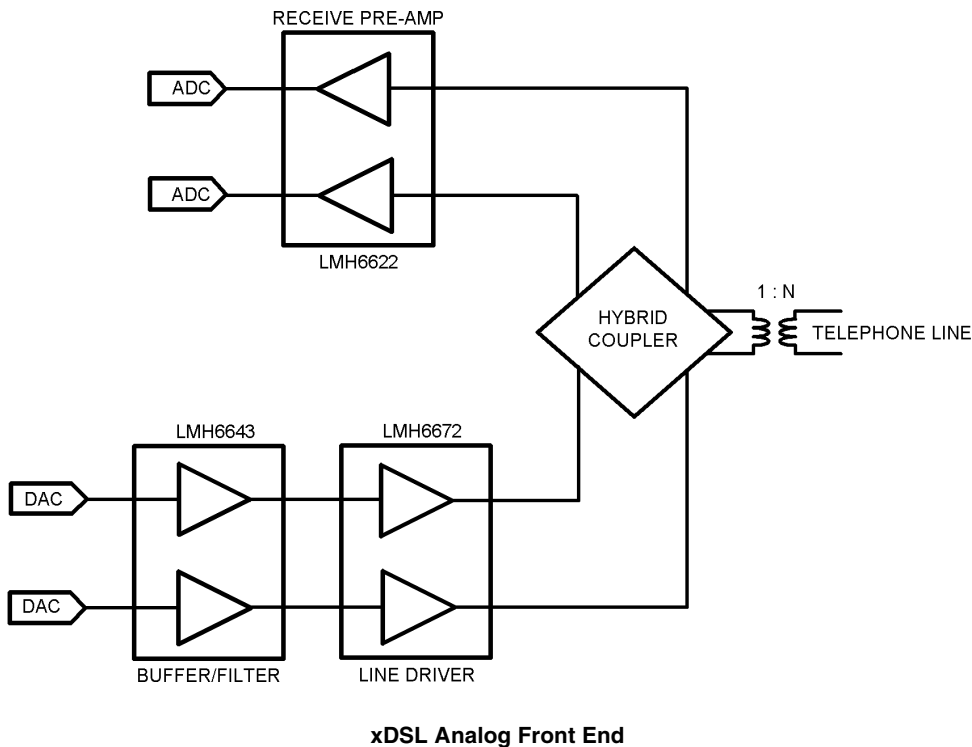 RECEIVE PRE-AMP
ADC
ADC
LMH6622
1 : N
HYBRID
COUPLER
TELEPHONE LINE
LMH6643
LMH6672
DAC
DAC
BUFFER/FILTER
LINE DRIVER
xDSL Analog Front End